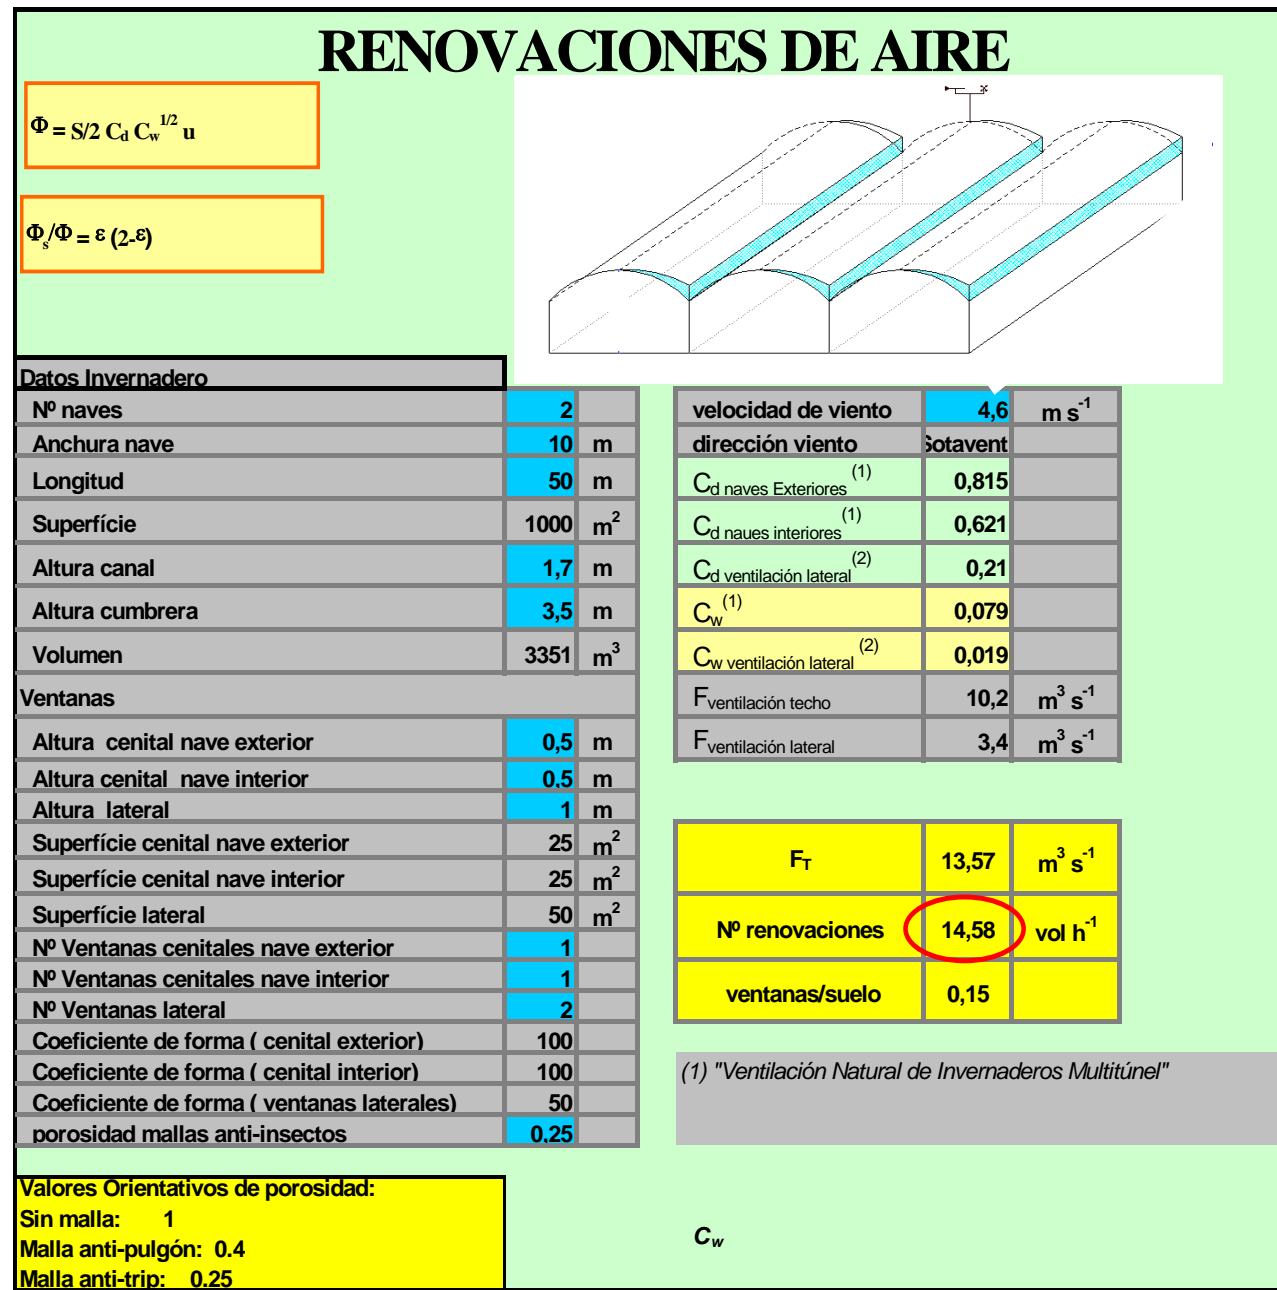 RENOVACIONES DE AIRE
Φ = S/2 Cd Cw^1/2 u
Φs/Φ = ε (2-ε)
Datos Invernadero
Nº naves 2
Anchura nave 10 m
Longitud 50 m
Superfície 1000 m²
Altura canal 1,7 m
Altura cumbrera 3,5 m
Volumen 3351 m³
Ventanas
Altura cenital nave exterior 0,5 m
Altura cenital nave interior 0,5 m
Altura lateral 1 m
Superfície cenital nave exterior 25 m²
Superfície cenital nave interior 25 m²
Superfície lateral 50 m²
Nº Ventanas cenitales nave exterior 1
Nº Ventanas cenitales nave interior 1
Nº Ventanas lateral 2
Coeficiente de forma ( cenital exterior) 100
Coeficiente de forma ( cenital interior) 100
Coeficiente de forma ( ventanas laterales) 50
porosidad mallas anti-insectos 0,25
Valores Orientativos de porosidad:
Sin malla: 1
Malla anti-pulgón: 0.4
Malla anti-trip: 0.25
velocidad de viento 4,6 m s⁻¹
dirección viento Sotavent
Cd naves Exteriores (1) 0,815
Cd naues interiores (1) 0,621
Cd ventilación lateral (2) 0,21
Cw (1) 0,079
Cw ventilación lateral (2) 0,019
Fventilación techo 10,2 m³ s⁻¹
Fventilación lateral 3,4 m³ s⁻¹
FT 13,57 m³ s⁻¹
Nº renovaciones 14,58 vol h⁻¹
ventanas/suelo 0,15
(1) "Ventilación Natural de Invernaderos Multitúnel"
Cw